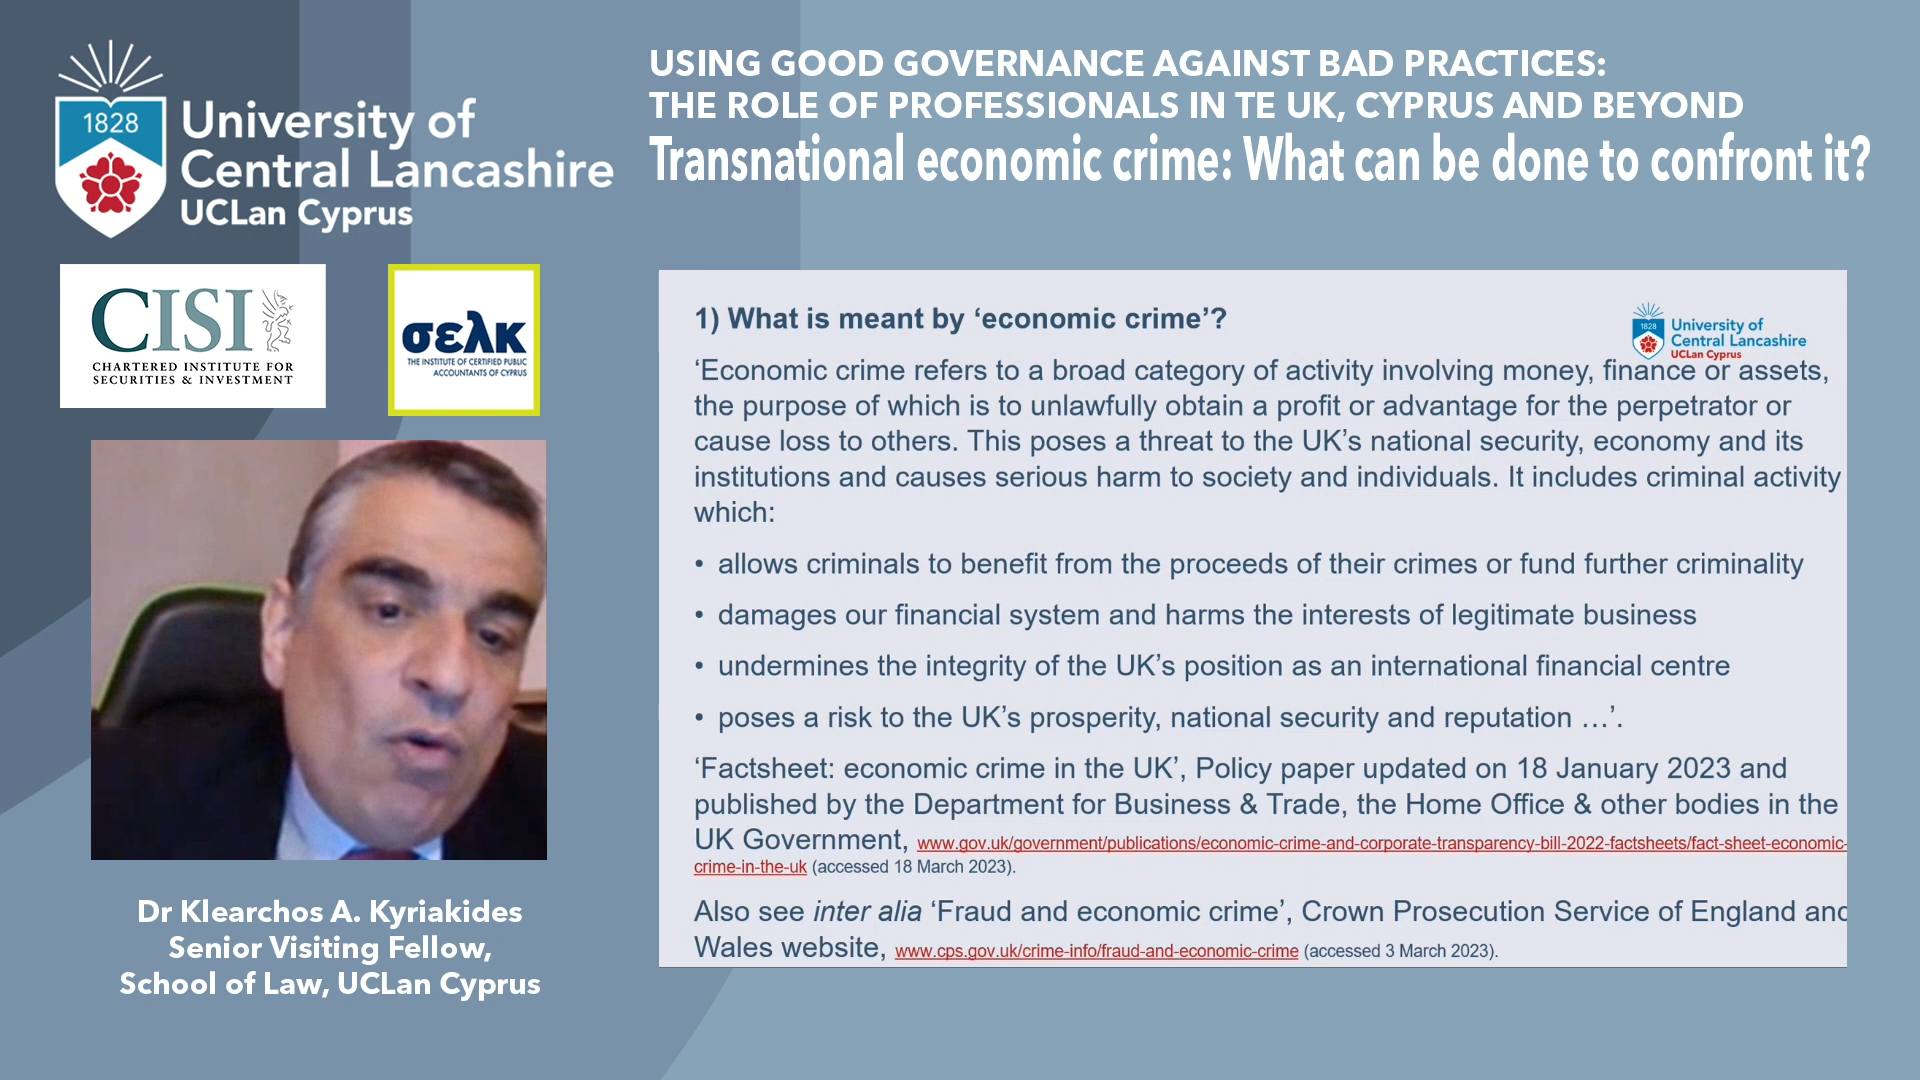 1828
University of
Central Lancashire
UCLan Cyprus
USING GOOD GOVERNANCE AGAINST BAD PRACTICES:
THE ROLE OF PROFESSIONALS IN TE UK, CYPRUS AND BEYOND
Transnational economic crime: What can be done to confront it?
CISI
CHARTERED INSTITUTE FOR
SECURITIES & INVESTMENT
σελκ
THE INSTITUTE OF CERTIFIED PUBLIC
ACCOUNTANTS OF CYPRUS
Dr Klearchos A. Kyriakides
Senior Visiting Fellow,
School of Law, UCLan Cyprus
1) What is meant by ‘economic crime’?
1828
University of
Central Lancashire
UCLan Cyprus
‘Economic crime refers to a broad category of activity involving money, finance or assets,
the purpose of which is to unlawfully obtain a profit or advantage for the perpetrator or
cause loss to others. This poses a threat to the UK’s national security, economy and its
institutions and causes serious harm to society and individuals. It includes criminal activity
which:
• allows criminals to benefit from the proceeds of their crimes or fund further criminality
• damages our financial system and harms the interests of legitimate business
• undermines the integrity of the UK’s position as an international financial centre
• poses a risk to the UK’s prosperity, national security and reputation …’.
‘Factsheet: economic crime in the UK’, Policy paper updated on 18 January 2023 and
published by the Department for Business & Trade, the Home Office & other bodies in the
UK Government, www.gov.uk/government/publications/economic-crime-and-corporate-transparency-bill-2022-factsheets/fact-sheet-economic-
crime-in-the-uk (accessed 18 March 2023).
Also see inter alia ‘Fraud and economic crime’, Crown Prosecution Service of England and
Wales website, www.cps.gov.uk/crime-info/fraud-and-economic-crime (accessed 3 March 2023).